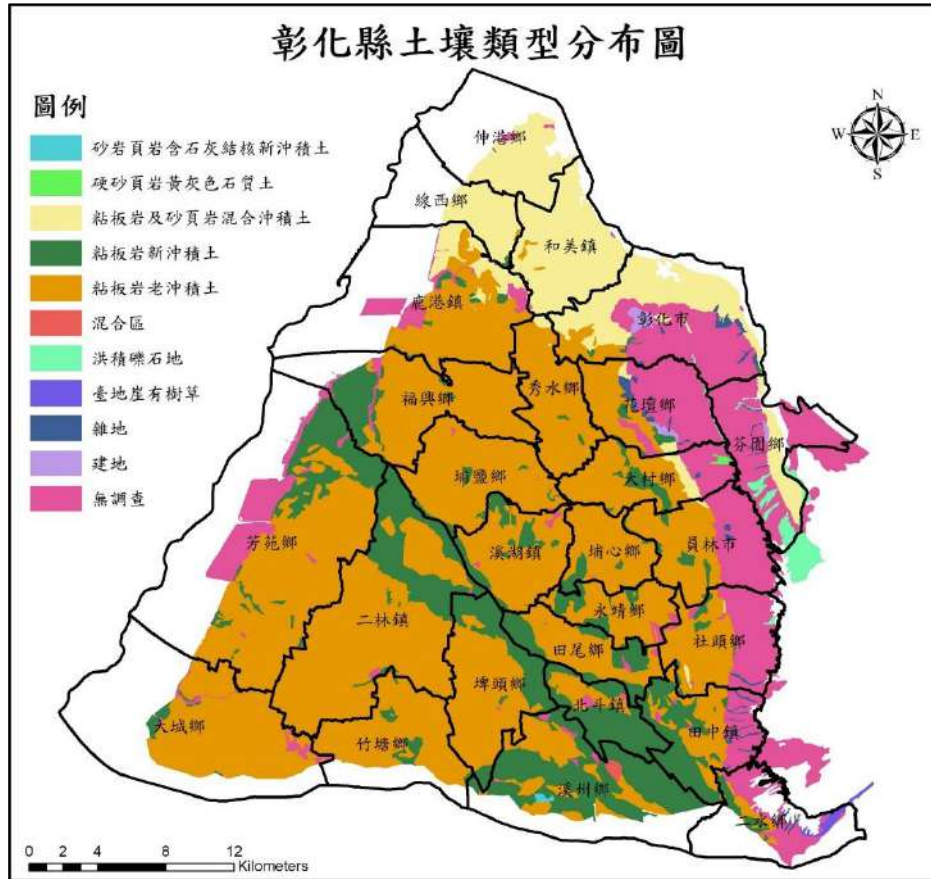 彰化縣土壤類型分布圖
圖例
砂岩頁岩含石灰結核新沖積土
硬砂頁岩黃灰色石質土
粘板岩及砂頁岩混合沖積土
粘板岩新沖積土
粘板岩老沖積土
混合區
洪積礫石地
臺地崖有樹草
雜地
建地
無調查
N
W
E
S
伸港鄉
線西鄉
和美鎮
鹿港鎮
彰化市
福興鄉
秀水鄉
花壇鄉
芬園鄉
埔鹽鄉
大村鄉
芳苑鄉
溪湖鎮
埔心鄉
員林市
二林鎮
永靖鄉
田尾鄉
社頭鄉
埤頭鄉
北斗鎮
大城鄉
竹塘鄉
田中鎮
溪州鄉
二水鄉
0 2 4 8 12
Kilometers